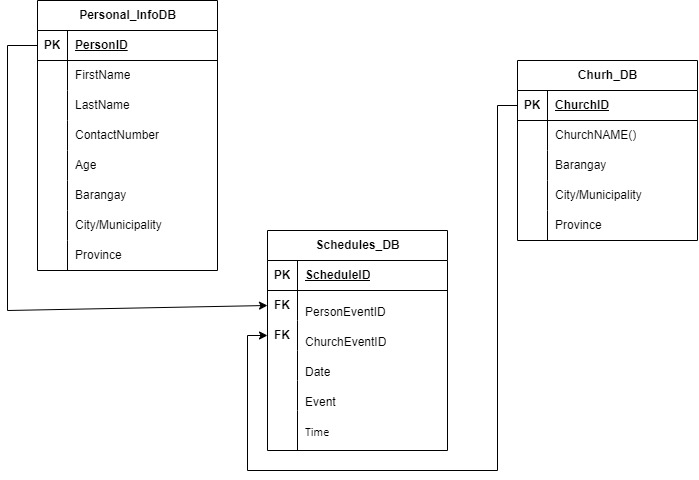 Personal_InfoDB
PK PersonID
FirstName
LastName
ContactNumber
Age
Barangay
City/Municipality
Province
Churh_DB
PK ChurchID
ChurchNAME()
Barangay
City/Municipality
Province
Schedules_DB
PK ScheduleID
FK PersonEventID
FK ChurchEventID
Date
Event
Time